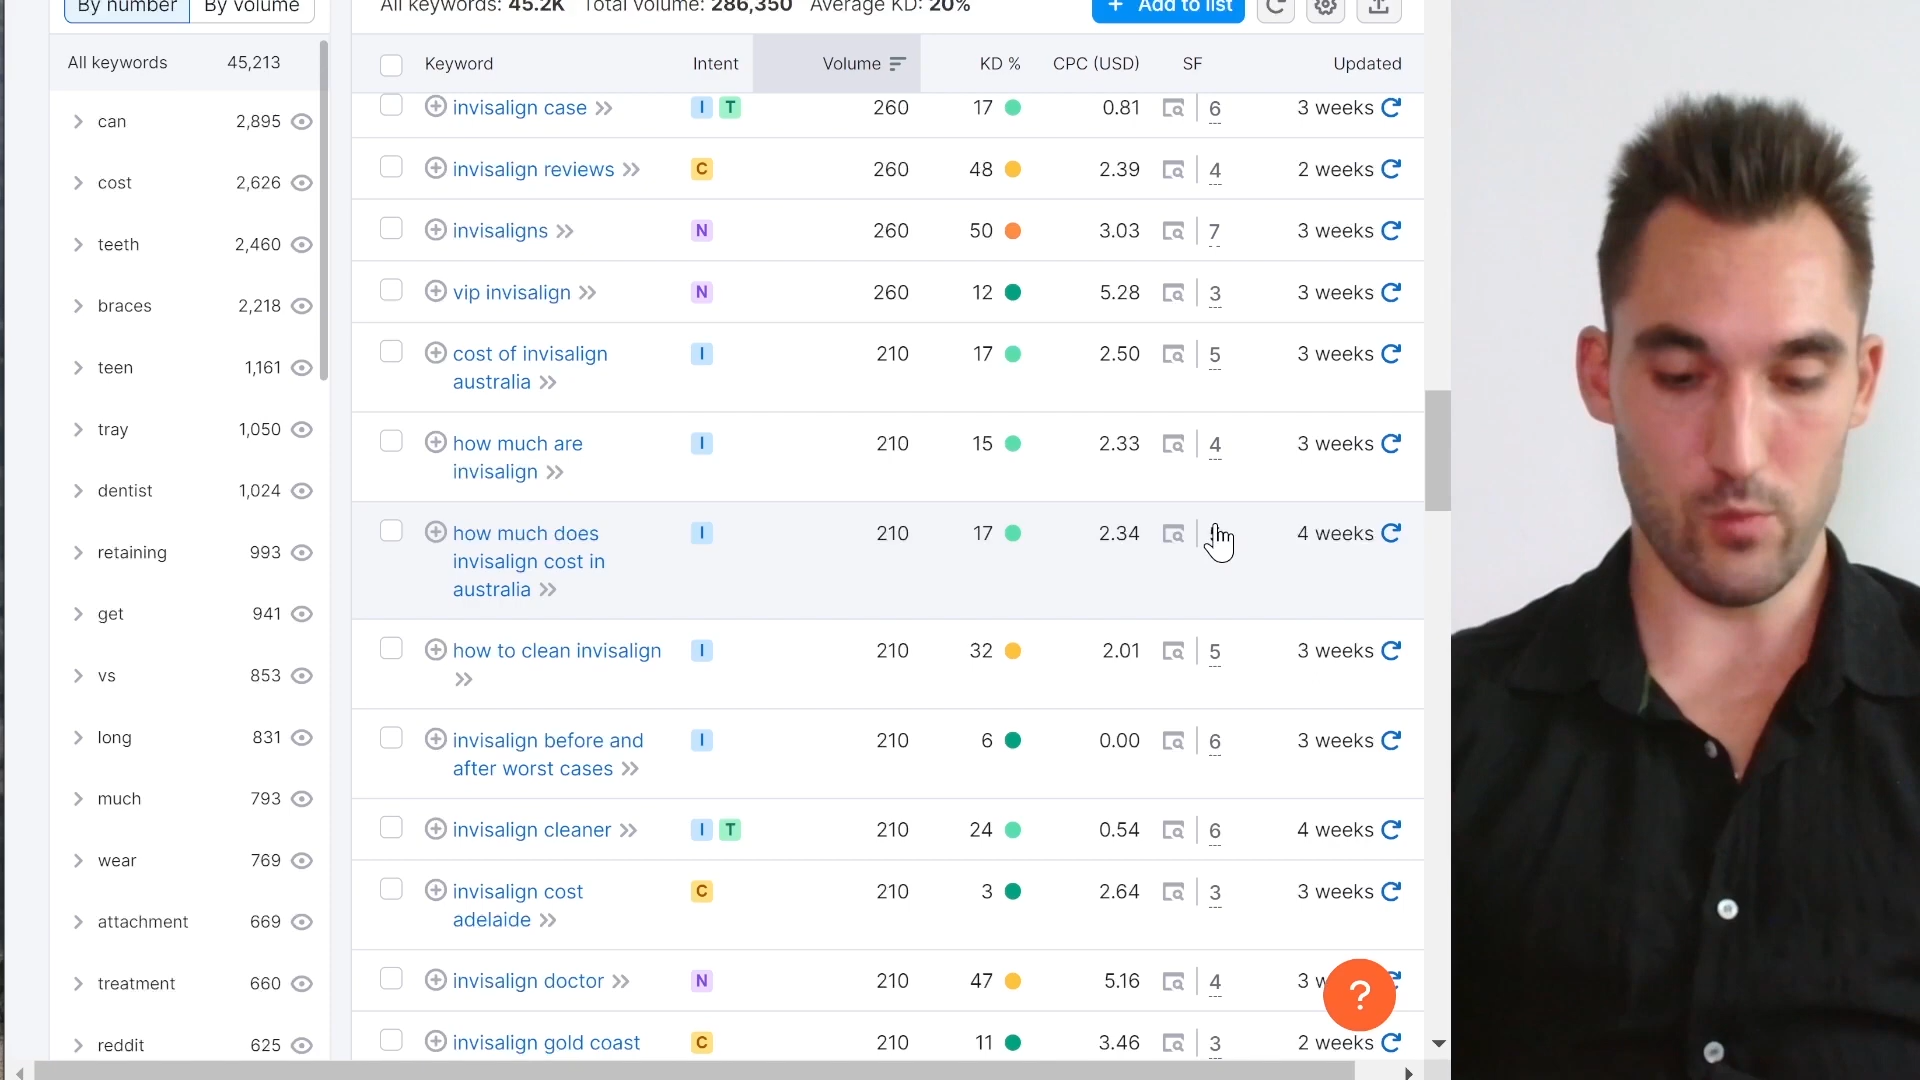 By number By volume
All keywords: 45.2K Total volume: 286,350 Average KD: 20%
+ Add to list
All keywords 45,213
can 2,895
cost 2,626
teeth 2,460
braces 2,218
teen 1,161
tray 1,050
dentist 1,024
retaining 993
get 941
vs 853
long 831
much 793
wear 769
attachment 669
treatment 660
reddit 625
Keyword Intent Volume KD % CPC (USD) SF Updated
invisalign case I T 260 17 0.81 6 3 weeks
invisalign reviews C 260 48 2.39 4 2 weeks
invisaligns N 260 50 3.03 7 3 weeks
vip invisalign N 260 12 5.28 3 3 weeks
cost of invisalign I 210 17 2.50 5 3 weeks
australia
how much are I 210 15 2.33 4 3 weeks
invisalign
how much does I 210 17 2.34 4 weeks
invisalign cost in
australia
how to clean invisalign I 210 32 2.01 5 3 weeks
invisalign before and I 210 6 0.00 6 3 weeks
after worst cases
invisalign cleaner I T 210 24 0.54 6 4 weeks
invisalign cost C 210 3 2.64 3 3 weeks
adelaide
invisalign doctor N 210 47 5.16 4 3 w
?
invisalign gold coast C 210 11 3.46 3 2 weeks